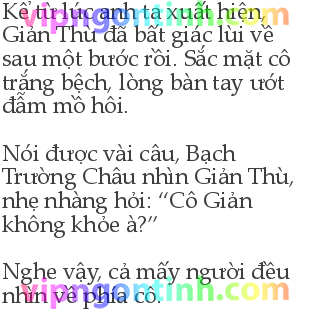 Kể từ lúc anh ta xuất hiện,
Giản Thù đã bất giác lùi về
sau một bước rồi. Sắc mặt cô
trắng bệch, lòng bàn tay ướt
đẫm mồ hôi.
Nói được vài câu, Bạch
Trường Châu nhìn Giản Thù,
nhẹ nhàng hỏi: “Cô Giản
không khỏe à?”
Nghe vậy, cả mấy người đều
nhìn về phía cô.
vipngontinh.com
vipngontinh.com